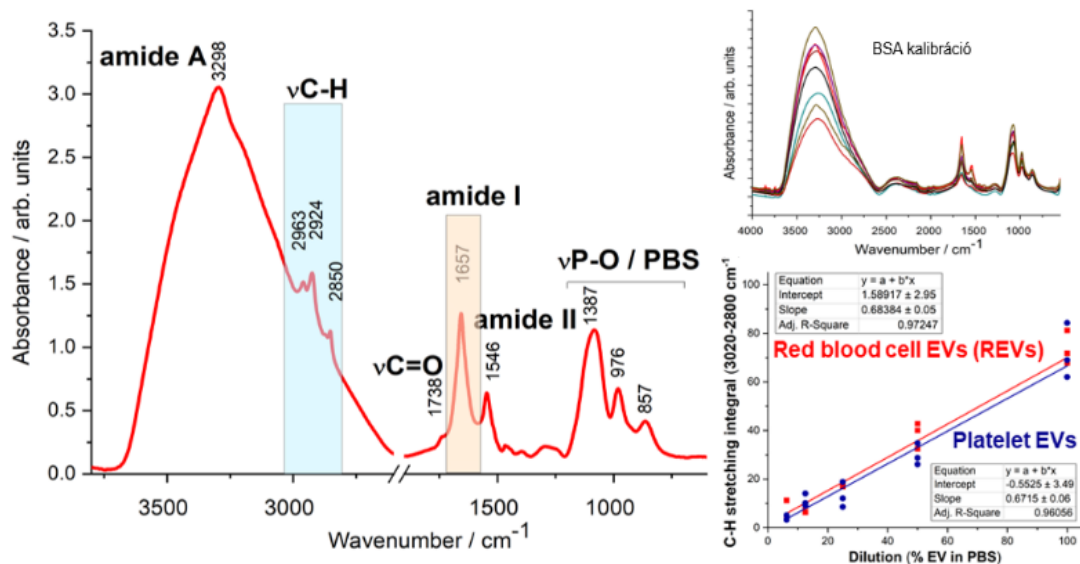 amide A
3298
νC-H
2963
2924
2850
amide I
1657
amide II
1546
νC=O
1738
νP-O / PBS
1387
976
857
Absorbance / arb. units
3.5
3.0
2.5
2.0
1.5
1.0
0.5
0.0
3500
3000
1500
1000
Wavenumber / cm⁻¹
BSA kalibráció
Absorbance / arb. units
4000
3500
3000
2500
2000
1500
1000
Wavenumber / cm⁻¹
C-H stretching integral (3020-2800 cm⁻¹)
100
80
60
40
20
0
Equation y = a + b*x
Intercept 1.58917 ± 2.95
Slope 0.68384 ± 0.05
Adj. R-Square 0.97247
Red blood cell EVs (REVs)
Platelet EVs
Equation y = a + b*x
Intercept -0.5525 ± 3.49
Slope 0.6715 ± 0.06
Adj. R-Square 0.96056
0
20
40
60
80
100
Dilution (% EV in PBS)